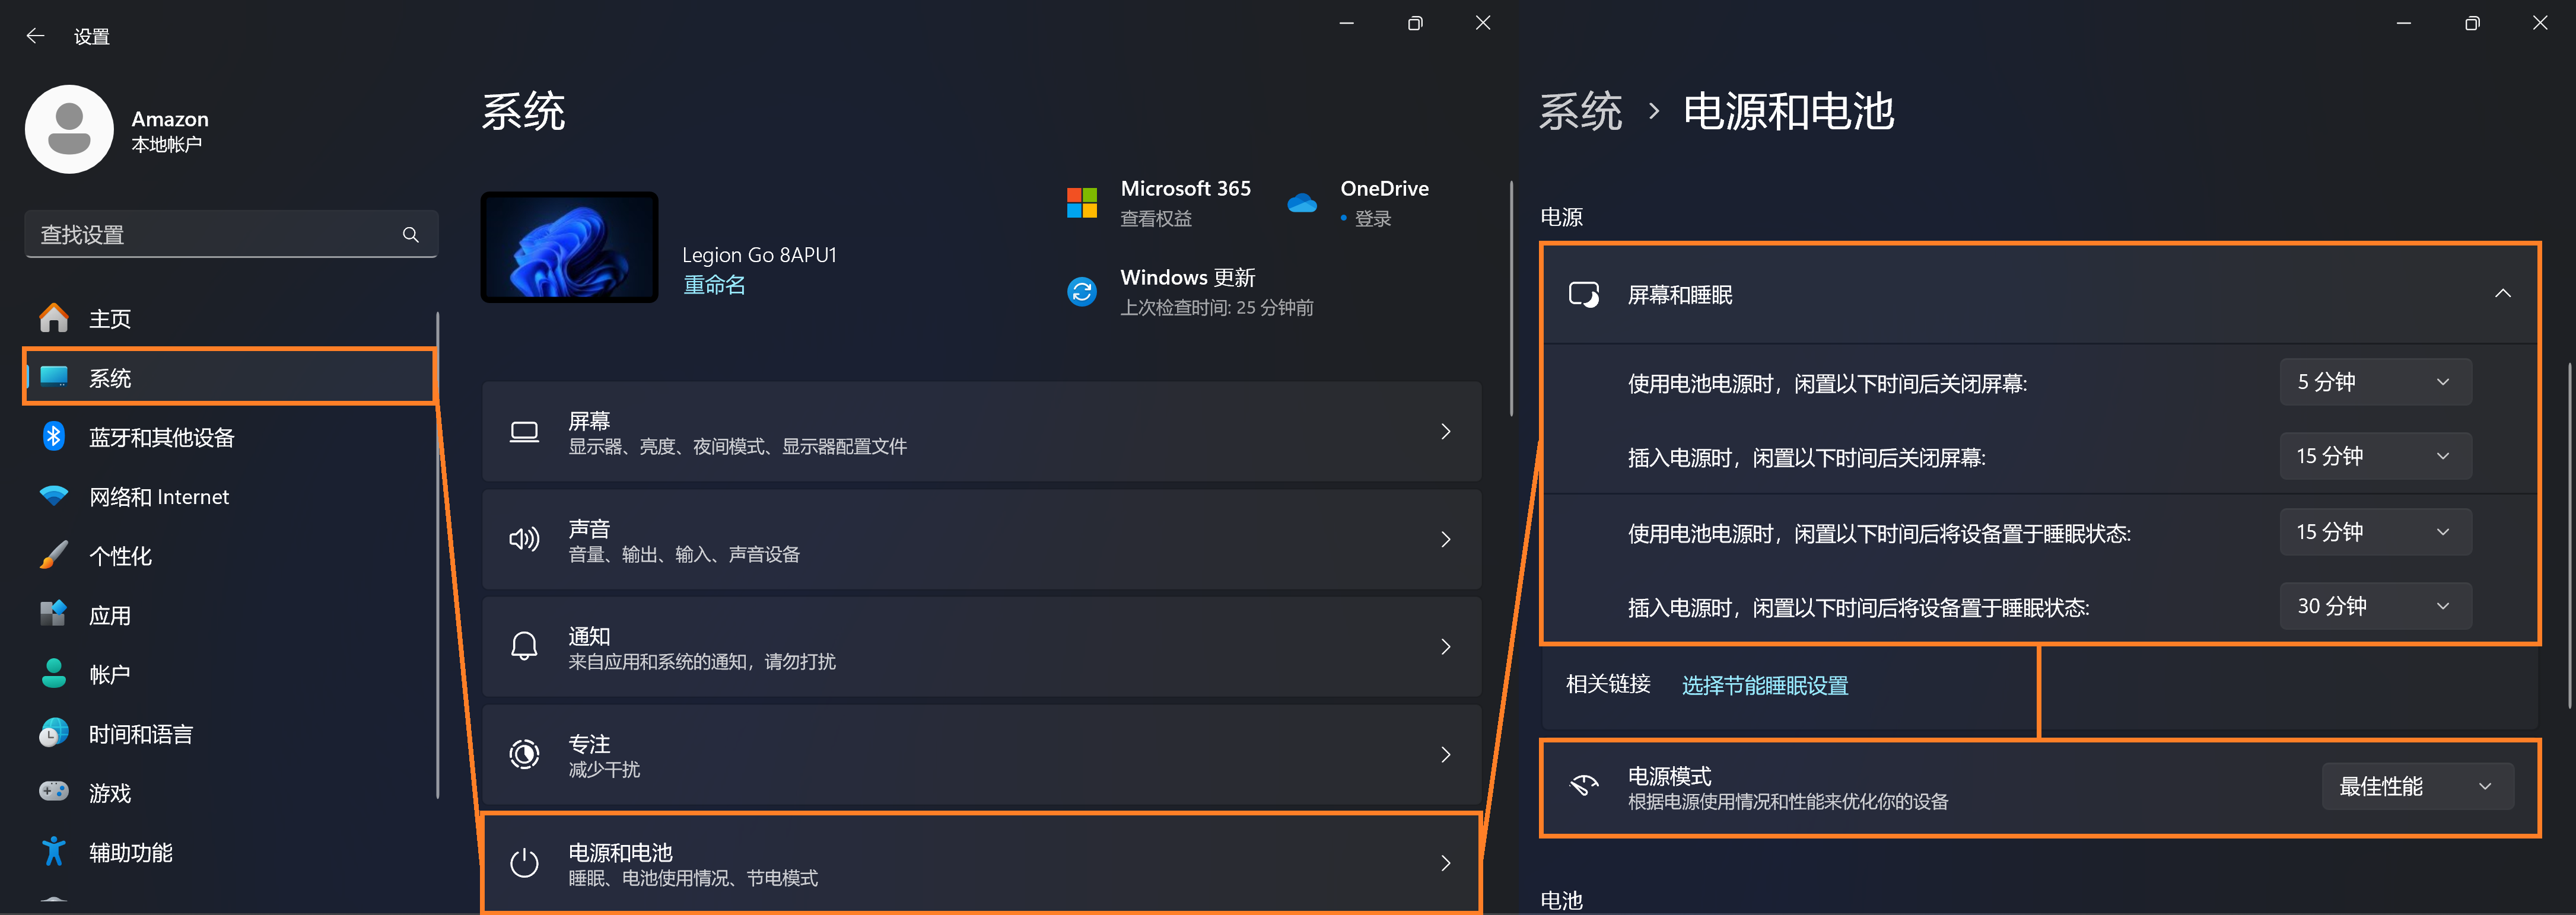 设置
Amazon
本地帐户
查找设置
主页
系统
蓝牙和其他设备
网络和 Internet
个性化
应用
帐户
时间和语言
游戏
辅助功能
系统
Legion Go 8APU1
重命名
Microsoft 365
查看权益
OneDrive
登录
Windows 更新
上次检查时间: 25 分钟前
屏幕
显示器、亮度、夜间模式、显示器配置文件
声音
音量、输出、输入、声音设备
通知
来自应用和系统的通知，请勿打扰
专注
减少干扰
电源和电池
睡眠、电池使用情况、节电模式
系统 › 电源和电池
电源
屏幕和睡眠
使用电池电源时，闲置以下时间后关闭屏幕: 5 分钟
插入电源时，闲置以下时间后关闭屏幕: 15 分钟
使用电池电源时，闲置以下时间后将设备置于睡眠状态: 15 分钟
插入电源时，闲置以下时间后将设备置于睡眠状态: 30 分钟
相关链接 选择节能睡眠设置
电源模式
根据电源使用情况和性能来优化你的设备
最佳性能
电池